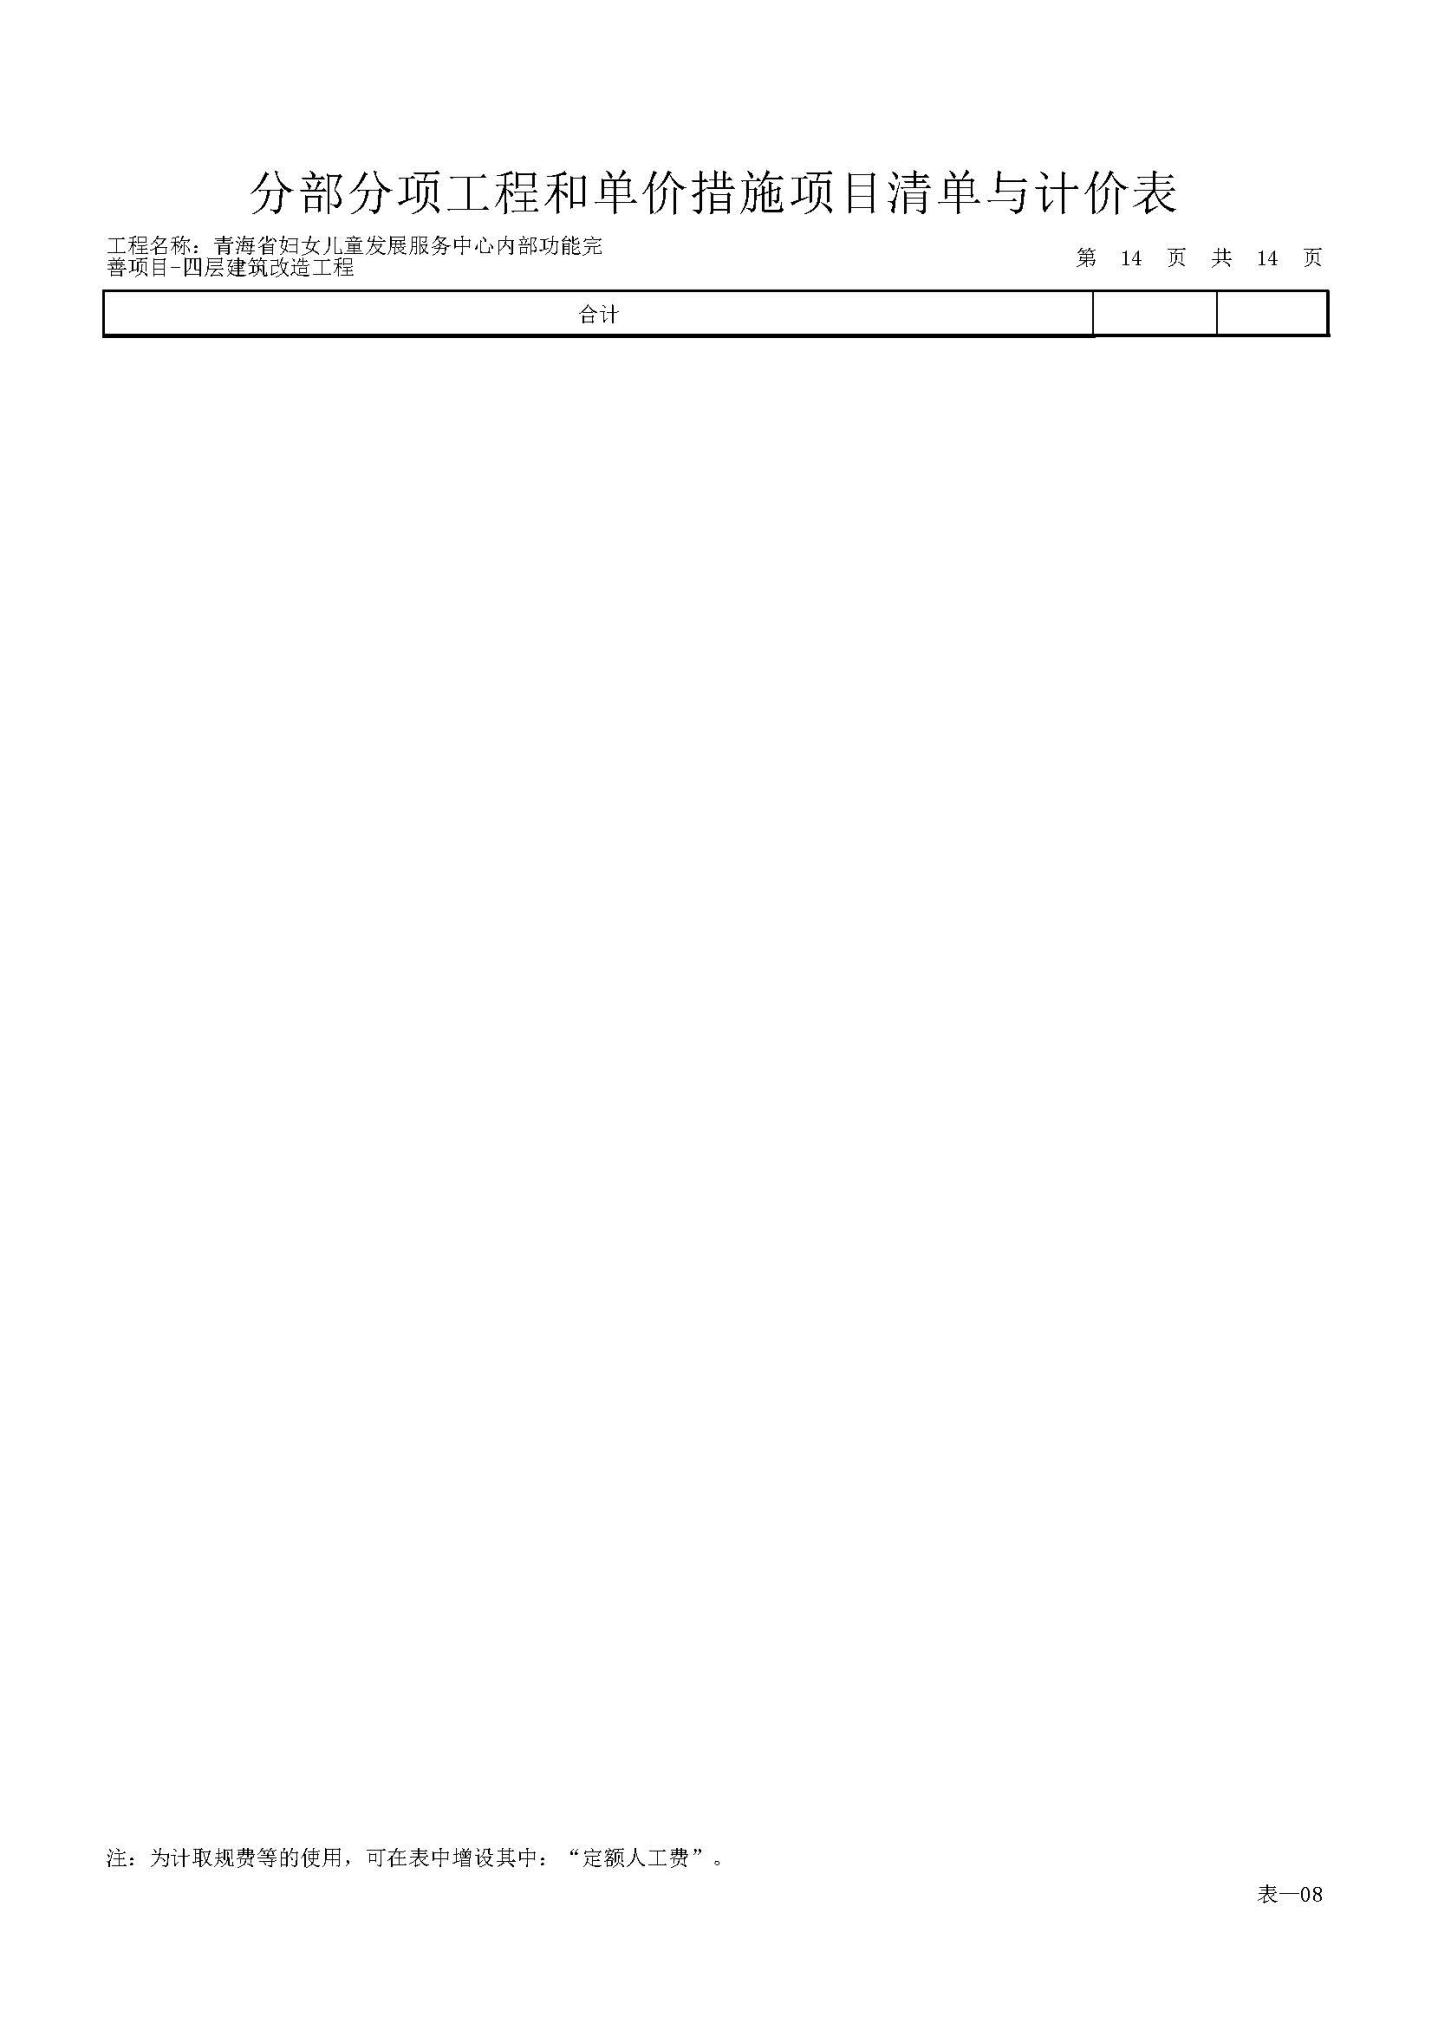 分部分项工程和单价措施项目清单与计价表
工程名称：青海省妇女儿童发展服务中心内部功能完
善项目-四层建筑改造工程
第 14 页 共 14 页
合计
注：为计取规费等的使用，可在表中增设其中：“定额人工费”。
表—08